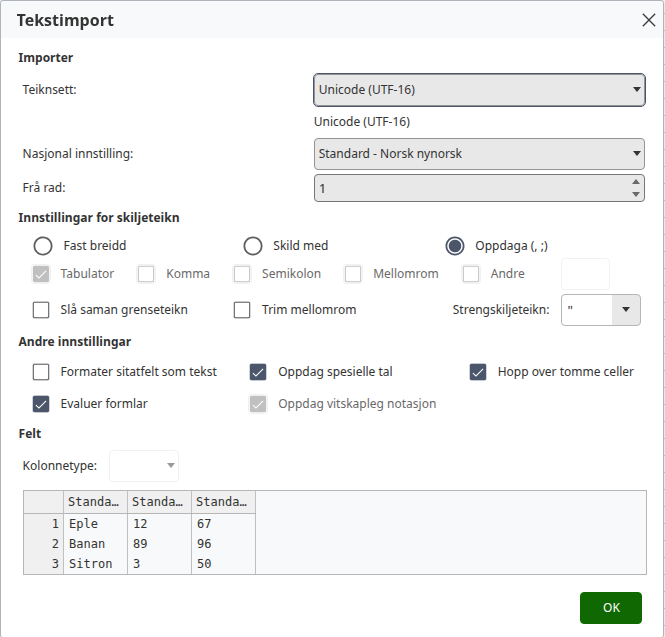 Tekstimport
Importer
Teiknsett: Unicode (UTF-16)
Unicode (UTF-16)
Nasjonal innstilling: Standard - Norsk nynorsk
Frå rad: 1
Innstillingar for skiljeteikn
Fast breidd Skild med Oppdaga (, ;)
Tabulator Komma Semikolon Mellomrom Andre
Slå saman grenseteikn Trim mellomrom Strengskiljeteikn: "
Andre innstillingar
Formater sitatfelt som tekst Oppdag spesielle tal Hopp over tomme celler
Evaluer formlar Oppdag vitskapleg notasjon
Felt
Kolonnetype:
Standa… Standa… Standa…
1 Eple 12 67
2 Banan 89 96
3 Sitron 3 50
OK